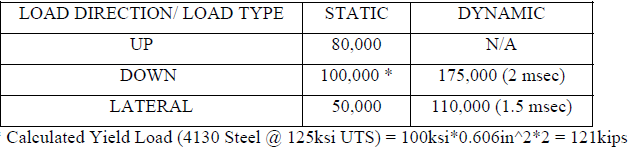 LOAD DIRECTION/ LOAD TYPE STATIC DYNAMIC
UP 80,000 N/A
DOWN 100,000 * 175,000 (2 msec)
LATERAL 50,000 110,000 (1.5 msec)
* Calculated Yield Load (4130 Steel @ 125ksi UTS) = 100ksi*0.606in^2*2 = 121kips